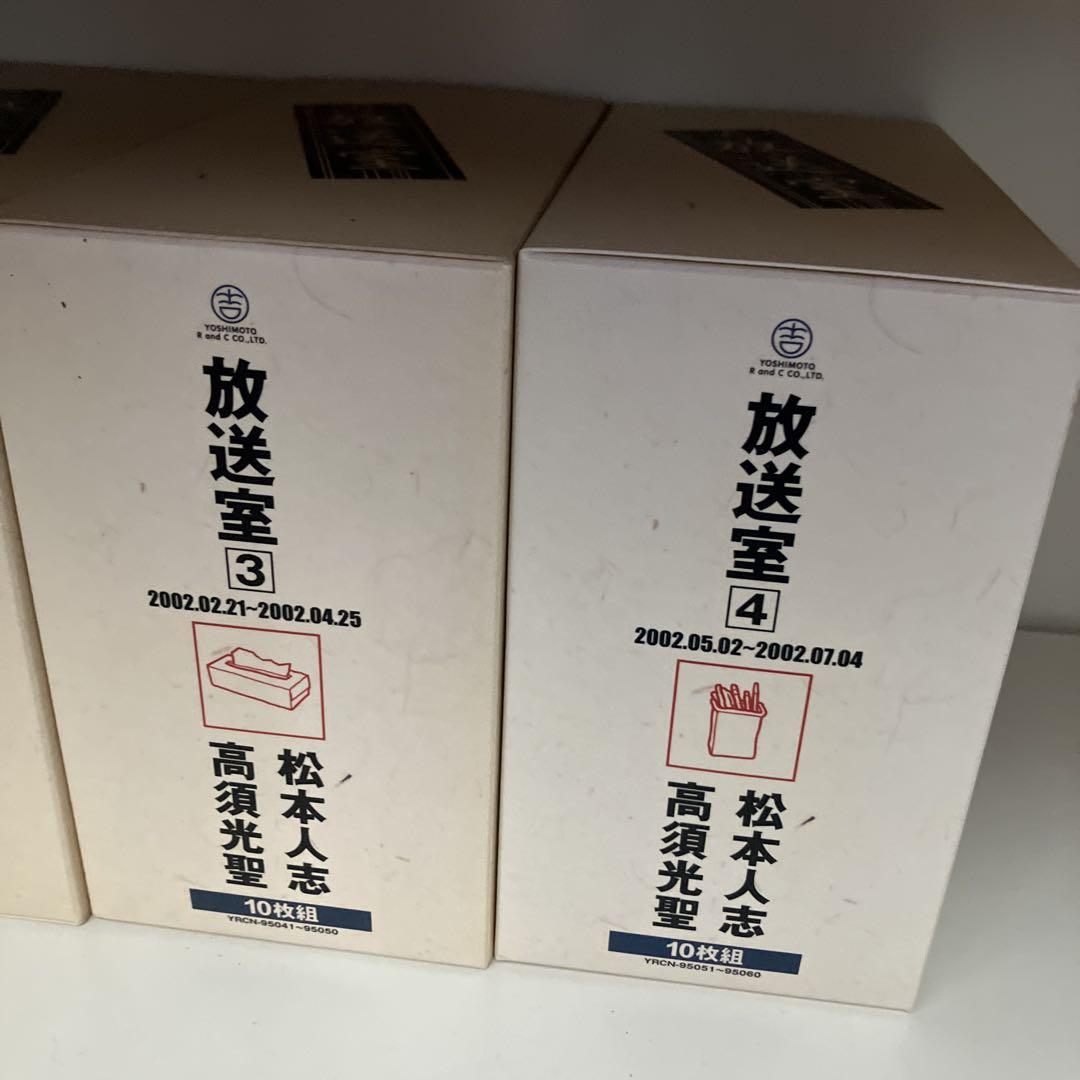 吉
YOSHIMOTO
R and C CO.,LTD.
放送室
3
2002.02.21~2002.04.25
松本人志
高須光聖
10枚組
YRCN-95041~95050
吉
YOSHIMOTO
R and C CO.,LTD.
放送室
4
2002.05.02~2002.07.04
松本人志
高須光聖
10枚組
YRCN-95051~95060